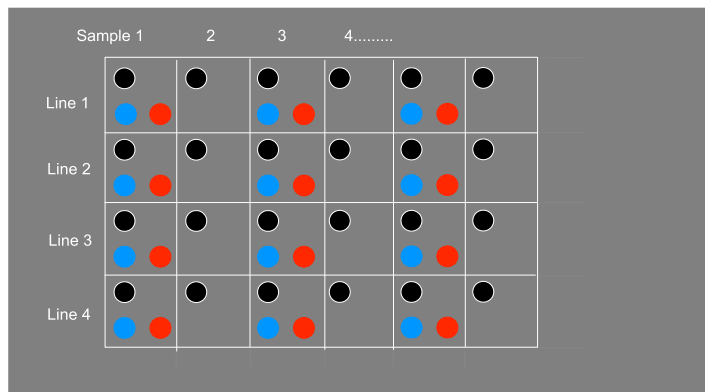 Sample 1 2 3 4.........
Line 1
Line 2
Line 3
Line 4